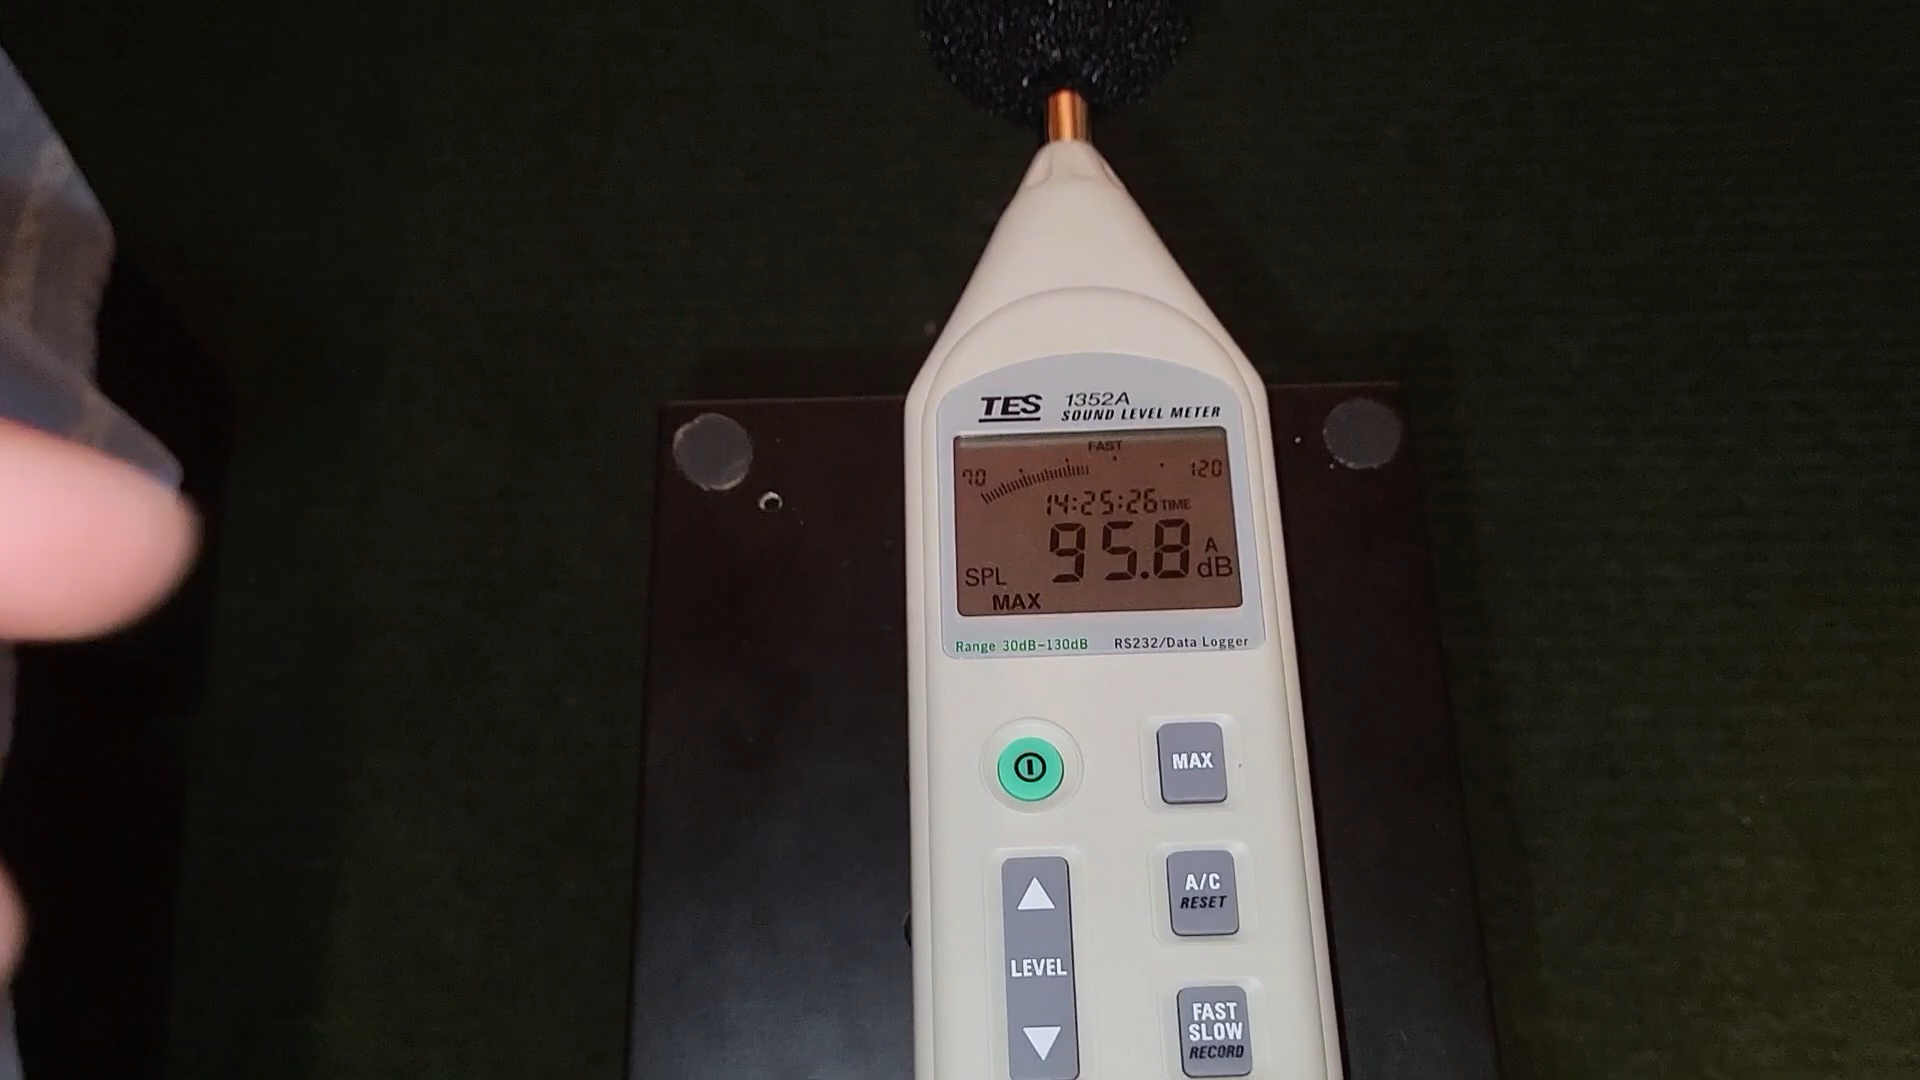 TES 1352A
SOUND LEVEL METER
FAST
70 120
14:25:26 TIME
95.8 A dB
SPL
MAX
Range 30dB-130dB RS232/Data Logger
MAX
A/C
RESET
LEVEL
FAST
SLOW
RECORD